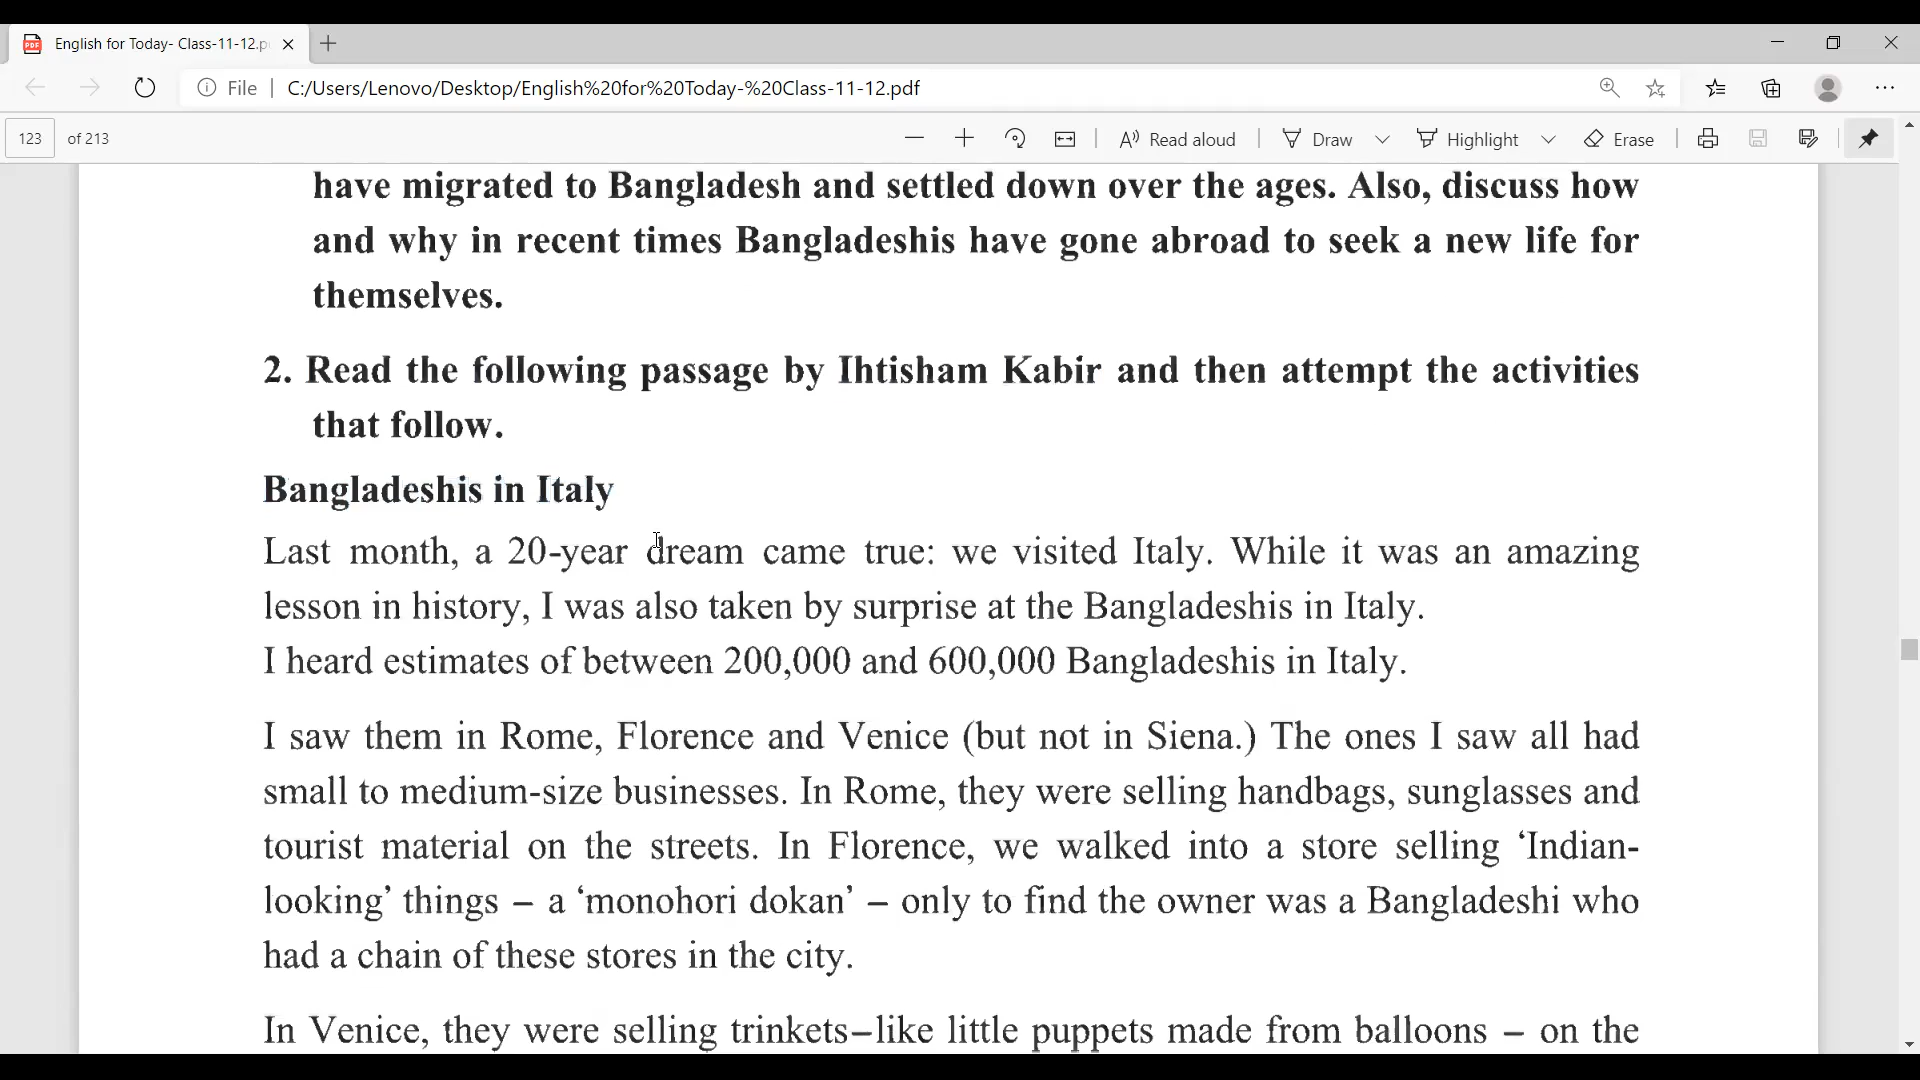 English for Today- Class-11-12.p
File
C:/Users/Lenovo/Desktop/English%20for%20Today-%20Class-11-12.pdf
123 of 213
Read aloud
Draw
Highlight
Erase
have migrated to Bangladesh and settled down over the ages. Also, discuss how
and why in recent times Bangladeshis have gone abroad to seek a new life for
themselves.
2. Read the following passage by Ihtisham Kabir and then attempt the activities
that follow.
Bangladeshis in Italy
Last month, a 20-year dream came true: we visited Italy. While it was an amazing
lesson in history, I was also taken by surprise at the Bangladeshis in Italy.
I heard estimates of between 200,000 and 600,000 Bangladeshis in Italy.
I saw them in Rome, Florence and Venice (but not in Siena.) The ones I saw all had
small to medium-size businesses. In Rome, they were selling handbags, sunglasses and
tourist material on the streets. In Florence, we walked into a store selling ‘Indian-
looking’ things – a ‘monohori dokan’ – only to find the owner was a Bangladeshi who
had a chain of these stores in the city.
In Venice, they were selling trinkets–like little puppets made from balloons – on the